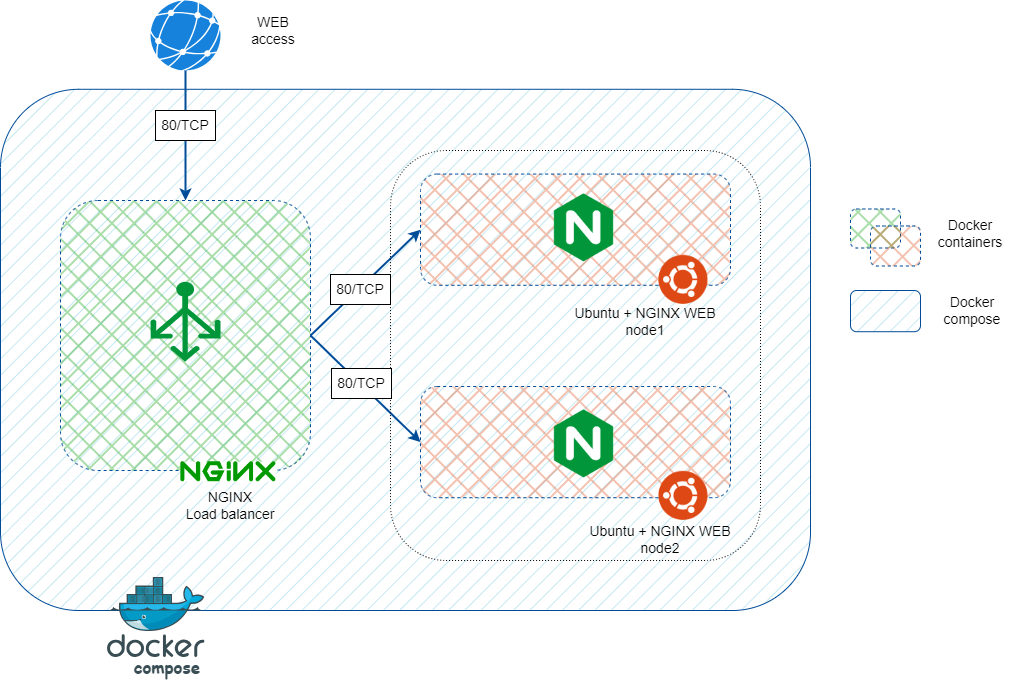 WEB
access
80/TCP
N
80/TCP
Ubuntu + NGINX WEB
node1
80/TCP
N
Ubuntu + NGINX WEB
node2
NGINX
NGINX
Load balancer
docker
compose
Docker
containers
Docker
compose